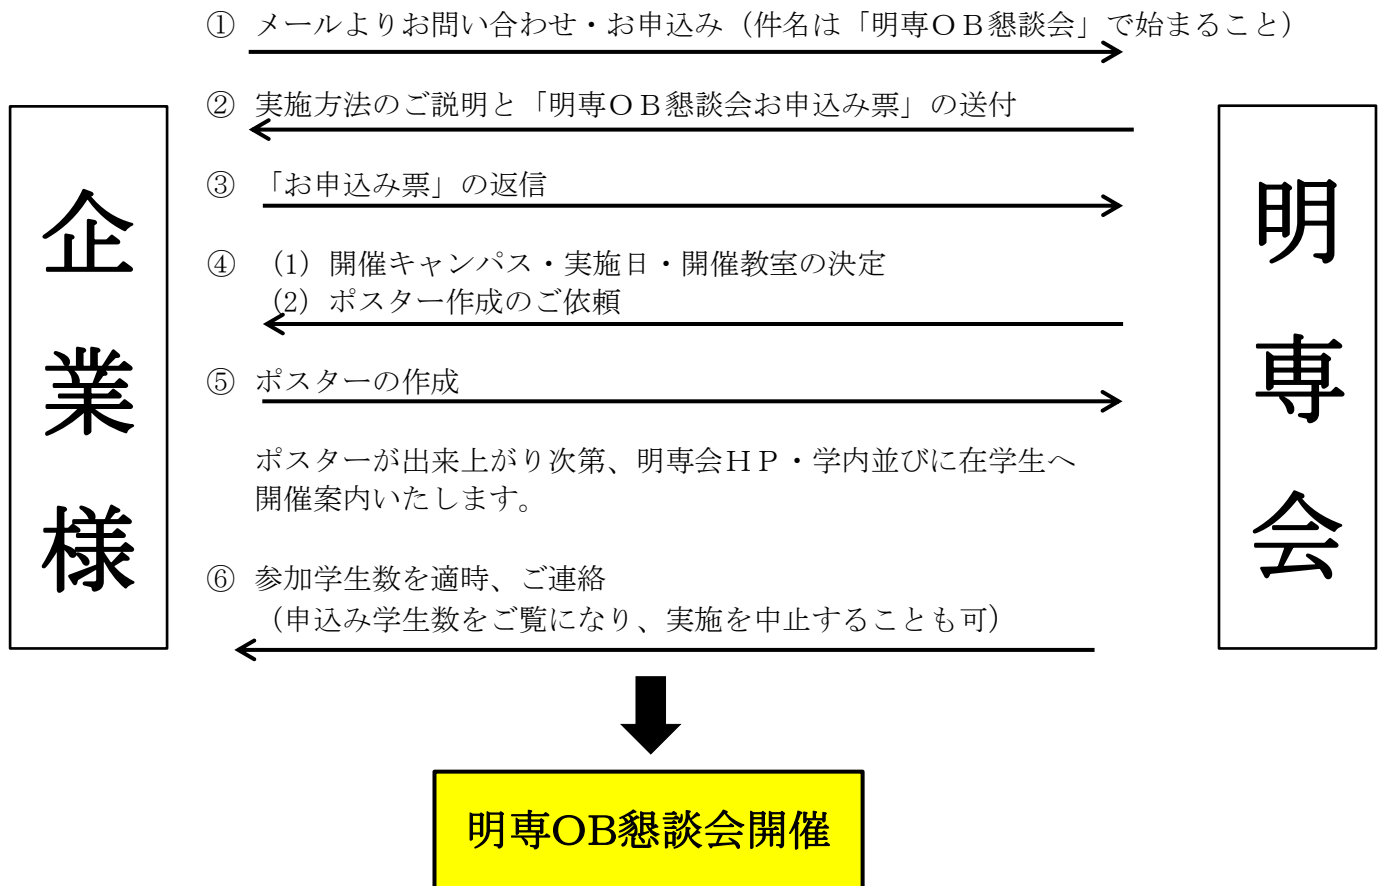 ① メールよりお問い合わせ・お申込み（件名は「明専ＯＢ懇談会」で始まること）
② 実施方法のご説明と「明専ＯＢ懇談会お申込み票」の送付
③ 「お申込み票」の返信
④ （1）開催キャンパス・実施日・開催教室の決定
（2）ポスター作成のご依頼
⑤ ポスターの作成
ポスターが出来上がり次第、明専会ＨＰ・学内並びに在学生へ
開催案内いたします。
⑥ 参加学生数を適時、ご連絡
（申込み学生数をご覧になり、実施を中止することも可）
企業様
明専会
明専OB懇談会開催